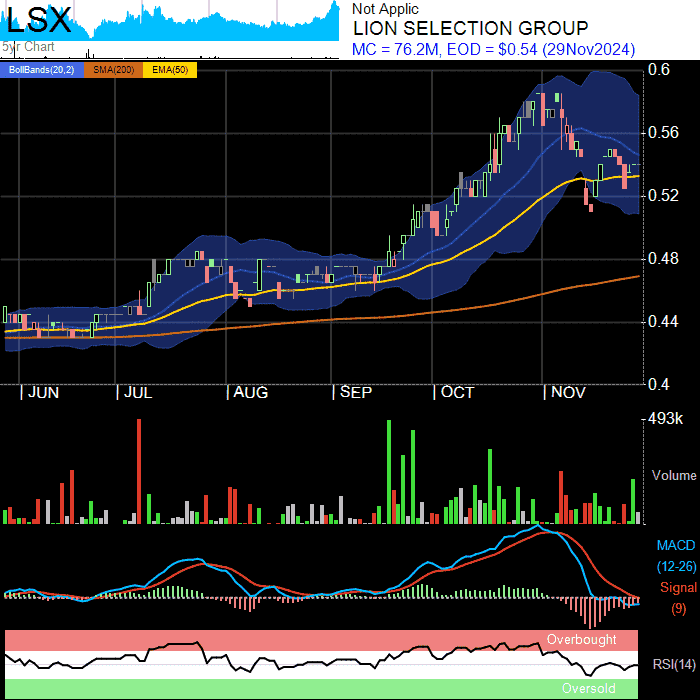 LSX
5yr Chart
Not Applic
LION SELECTION GROUP
MC = 76.2M, EOD = $0.54 (29Nov2024)
BollBands(20,2) SMA(200) EMA(50)
0.6
0.56
0.52
0.48
0.44
0.4
JUN JUL AUG SEP OCT NOV
493k
Volume
MACD
(12-26)
Signal
(9)
Overbought
RSI(14)
Oversold